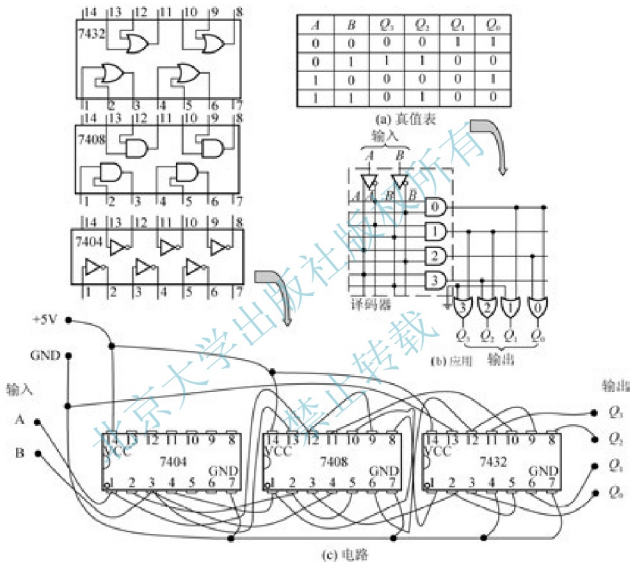 14 13 12 11 10 9 8
7432
1 2 3 4 5 6 7
14 13 12 11 10 9 8
7408
1 2 3 4 5 6 7
14 13 12 11 10 9 8
7404
1 2 3 4 5 6 7
A B Q₃ Q₂ Q₁ Q₀
0 0 0 0 1 1
0 1 1 1 0 0
1 0 0 0 0 1
1 1 0 1 0 0
(a) 真值表
输入
A B
A A B B
0
1
2
3
译码器
3 2 1 0
Q₃ Q₂ Q₁ Q₀
(b) 应用 输出
+5V
GND
输入
A
B
14 13 12 11 10 9 8
VCC
7404
GND
1 2 3 4 5 6 7
14 13 12 11 10 9 8
VCC
7408
GND
1 2 3 4 5 6 7
14 13 12 11 10 9 8
VCC
7432
GND
1 2 3 4 5 6 7
输出
Q₃
Q₂
Q₁
Q₀
(c) 电路
北京大学出版社版权所有
禁止转载